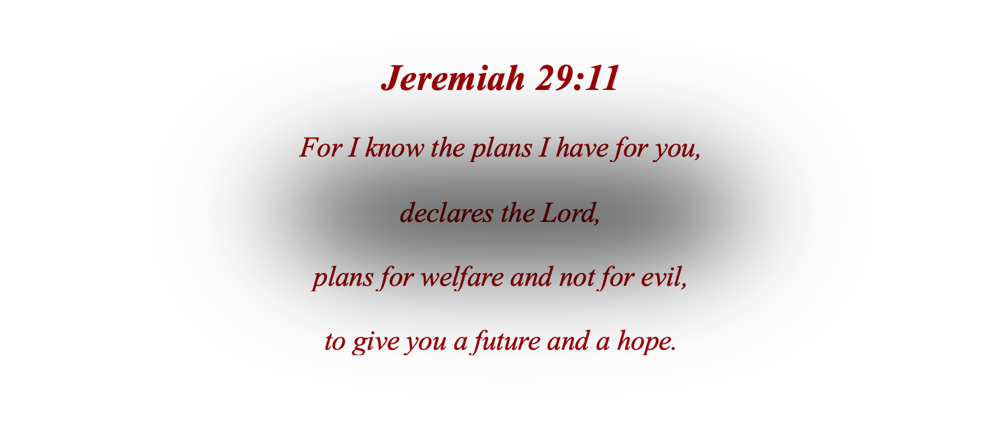 Jeremiah 29:11
For I know the plans I have for you,
declares the Lord,
plans for welfare and not for evil,
to give you a future and a hope.